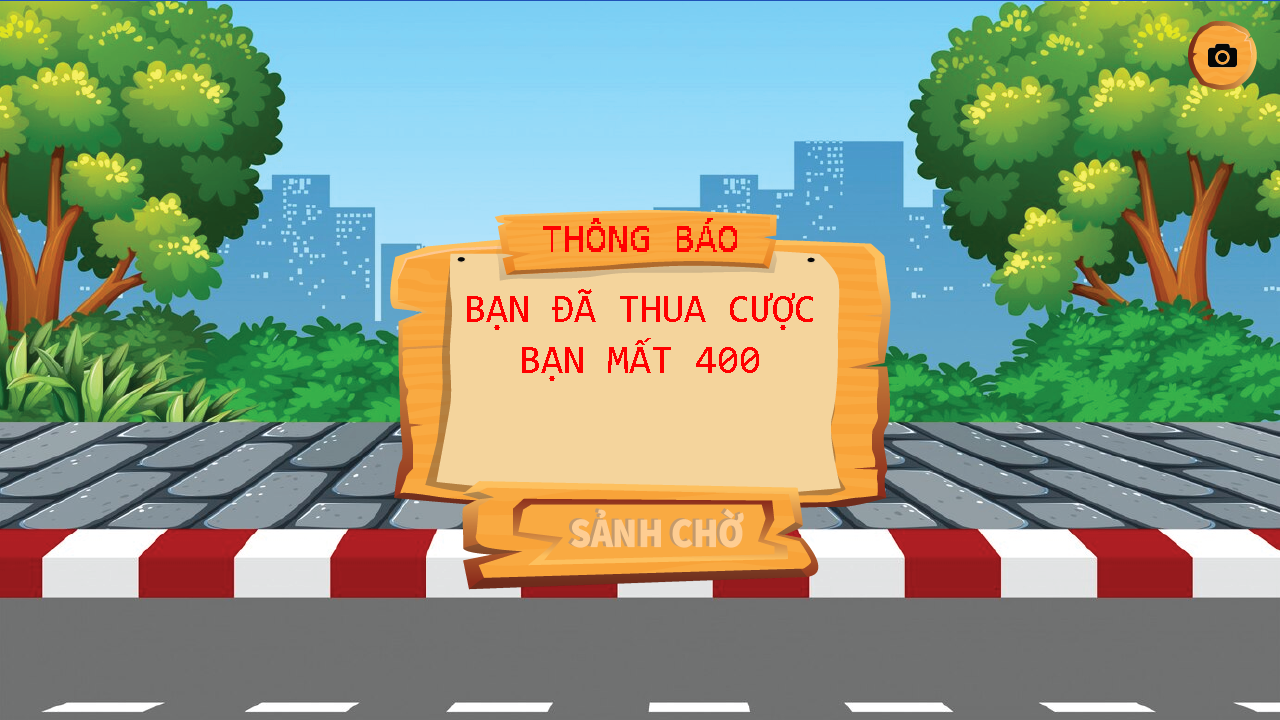 THÔNG BÁO
BẠN ĐÃ THUA CƯỢC
BẠN MẤT 400
SẢNH CHỜ